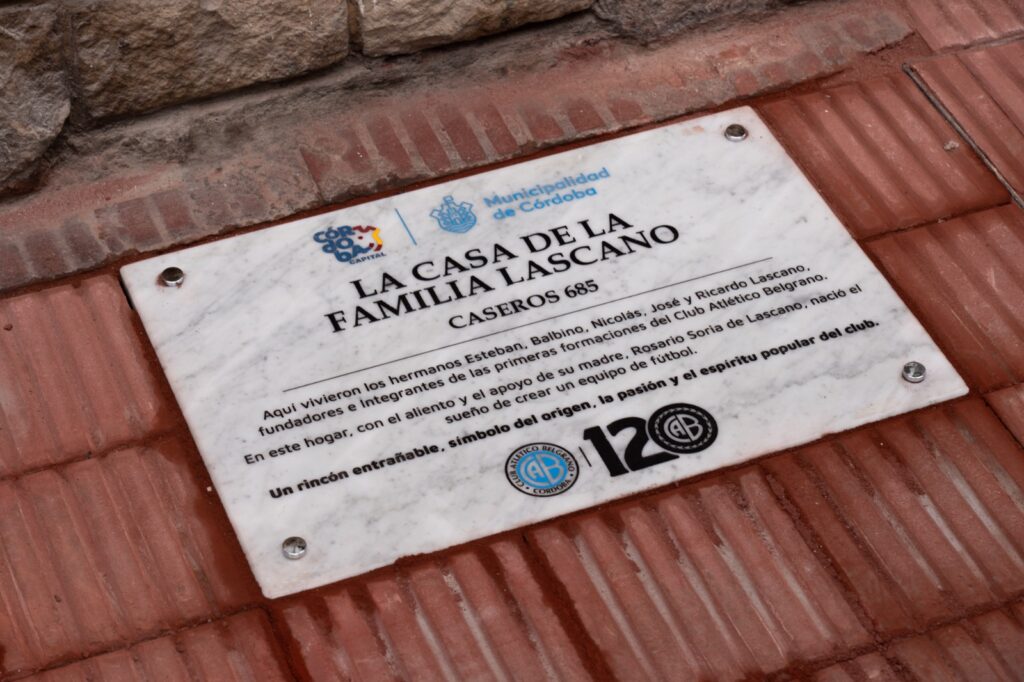 CÓR
DO
BA
CAPITAL
Municipalidad
de Córdoba
LA CASA DE LA
FAMILIA LASCANO
CASEROS 685
Aquí vivieron los hermanos Esteban, Balbino, Nicolás, José y Ricardo Lascano,
fundadores e integrantes de las primeras formaciones del Club Atlético Belgrano.
En este hogar, con el aliento y el apoyo de su madre, Rosario Soria de Lascano, nació el
sueño de crear un equipo de fútbol.
Un rincón entrañable, símbolo del origen, la pasión y el espíritu popular del club.
CLUB ATLÉTICO BELGRANO
CAB
CÓRDOBA
120
CAB